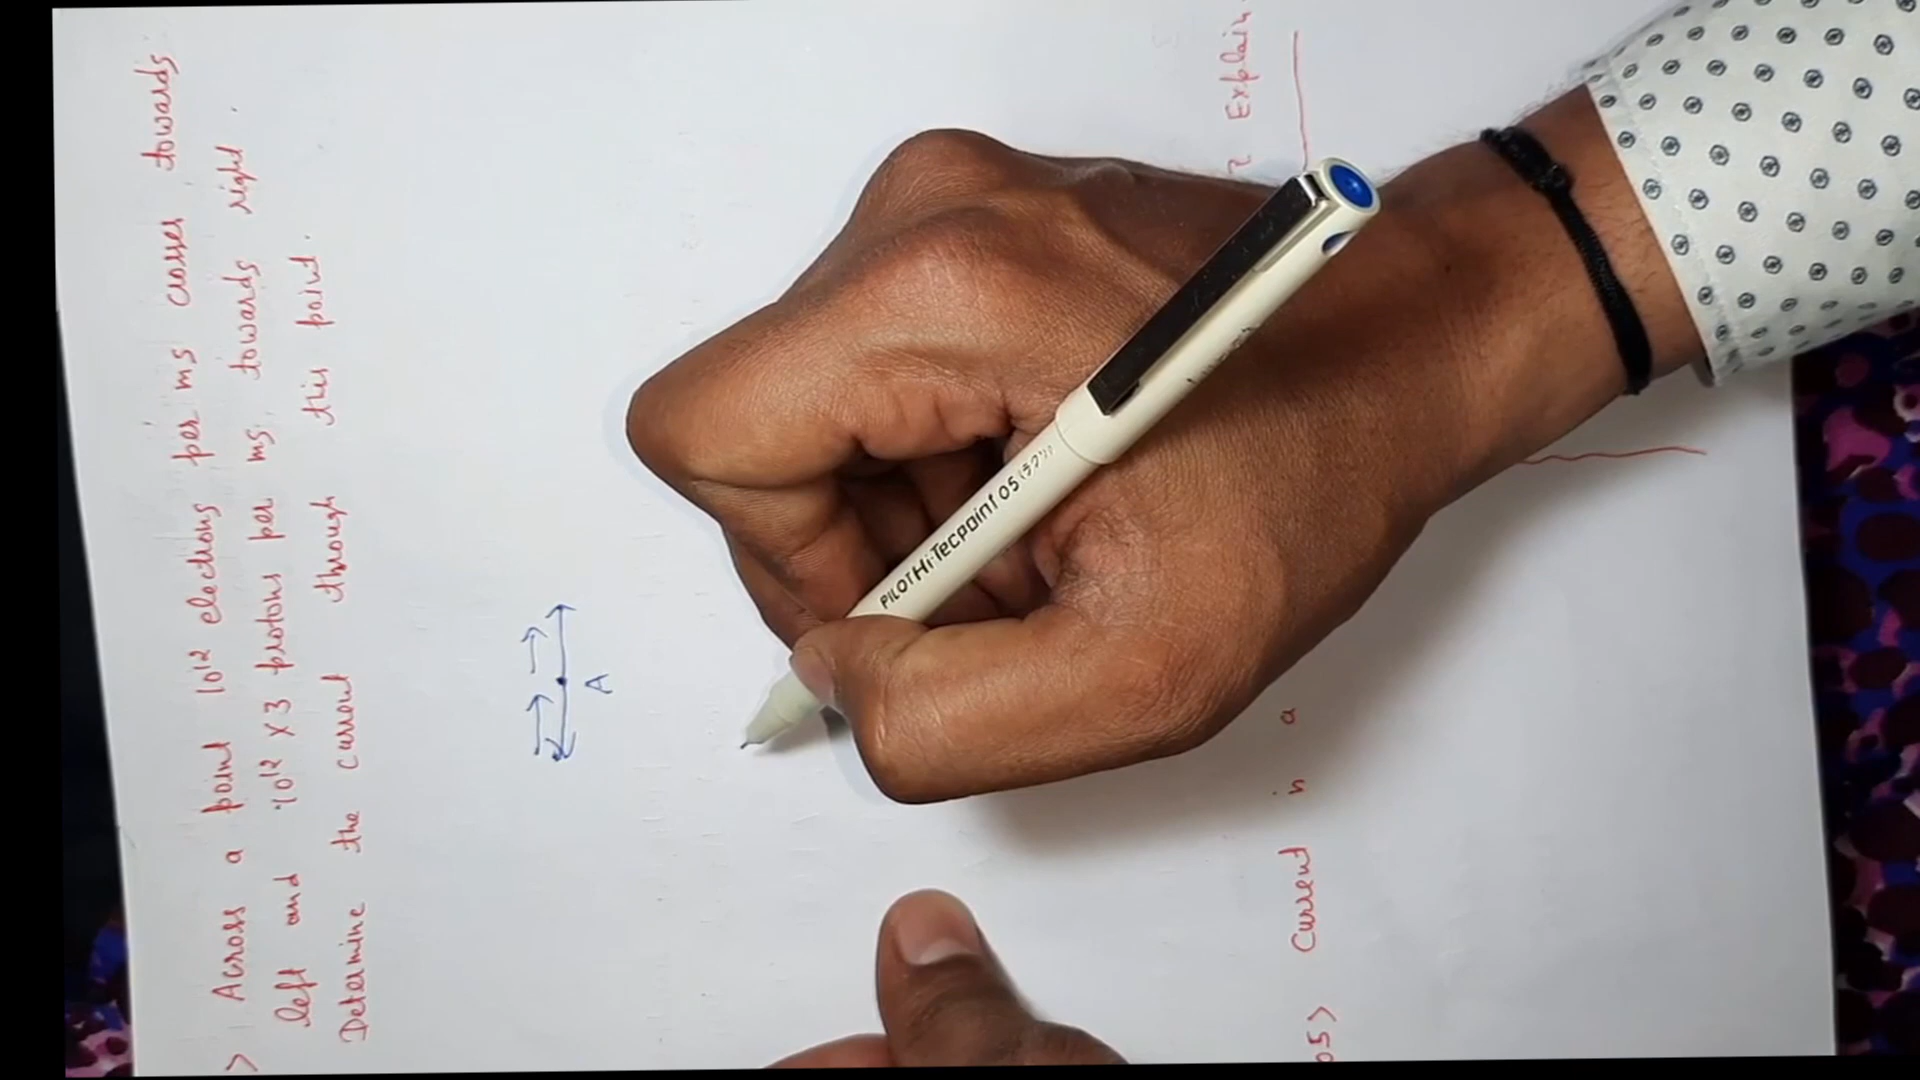 > Across a point 10¹² electrons per ms crosses towards
left and 10¹² x 3 protons per ms towards right.
Determine the current through this point.
A
PILOT Hi-Tecpoint 05
Explain.
05> Current in a